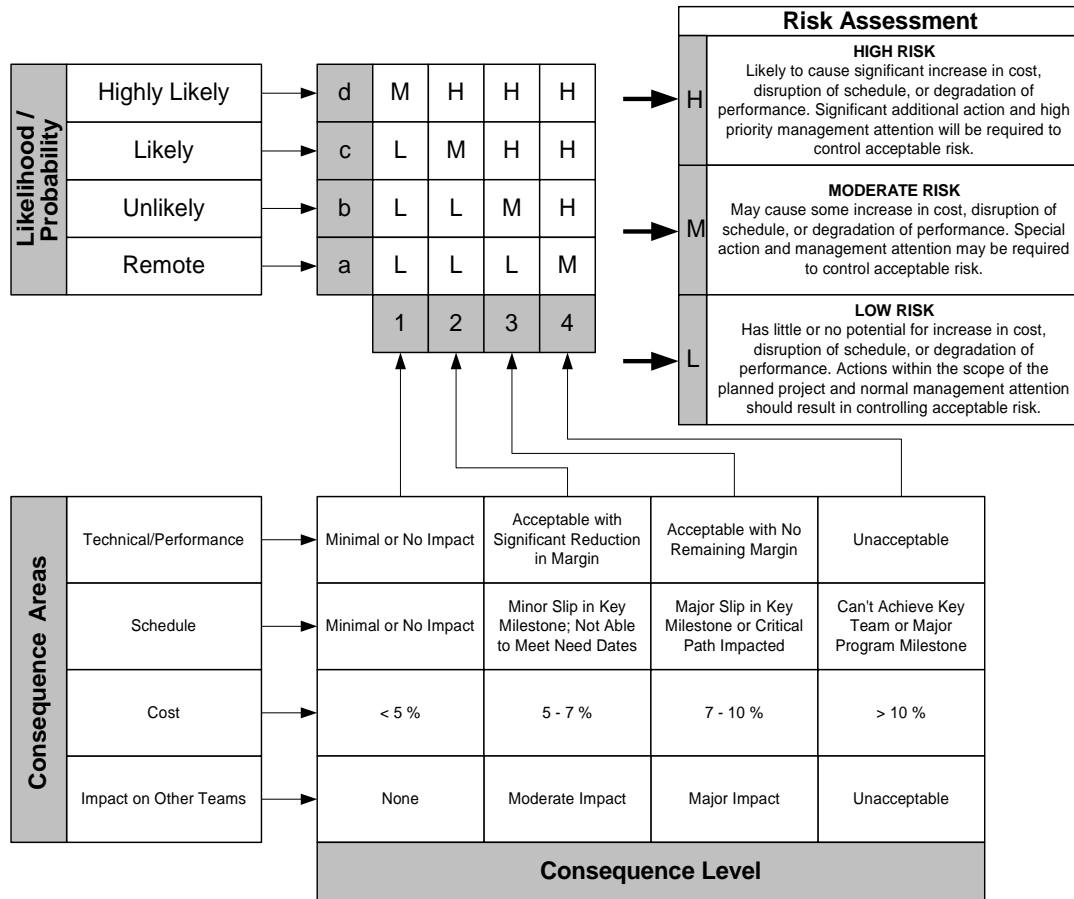 Risk Assessment
H
HIGH RISK
Likely to cause significant increase in cost,
disruption of schedule, or degradation of
performance. Significant additional action and high
priority management attention will be required to
control acceptable risk.
M
MODERATE RISK
May cause some increase in cost, disruption of
schedule, or degradation of performance. Special
action and management attention may be required
to control acceptable risk.
L
LOW RISK
Has little or no potential for increase in cost,
disruption of schedule, or degradation of
performance. Actions within the scope of the
planned project and normal management attention
should result in controlling acceptable risk.
Likelihood /
Probability
Highly Likely d M H H H
Likely c L M H H
Unlikely b L L M H
Remote a L L L M
1 2 3 4
Consequence Areas
Technical/Performance
Minimal or No Impact
Acceptable with
Significant Reduction
in Margin
Acceptable with No
Remaining Margin
Unacceptable
Schedule
Minimal or No Impact
Minor Slip in Key
Milestone; Not Able
to Meet Need Dates
Major Slip in Key
Milestone or Critical
Path Impacted
Can't Achieve Key
Team or Major
Program Milestone
Cost
< 5 %
5 - 7 %
7 - 10 %
> 10 %
Impact on Other Teams
None
Moderate Impact
Major Impact
Unacceptable
Consequence Level